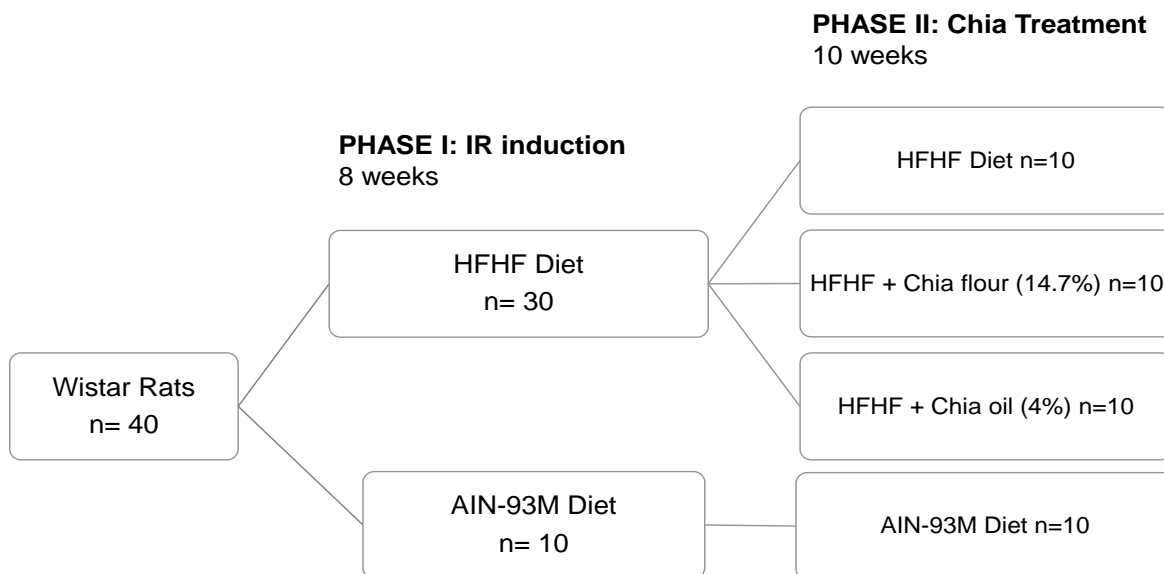 PHASE II: Chia Treatment
10 weeks
PHASE I: IR induction
8 weeks
HFHF Diet n=10
HFHF Diet
n= 30
HFHF + Chia flour (14.7%) n=10
Wistar Rats
n= 40
HFHF + Chia oil (4%) n=10
AIN-93M Diet
n= 10
AIN-93M Diet n=10